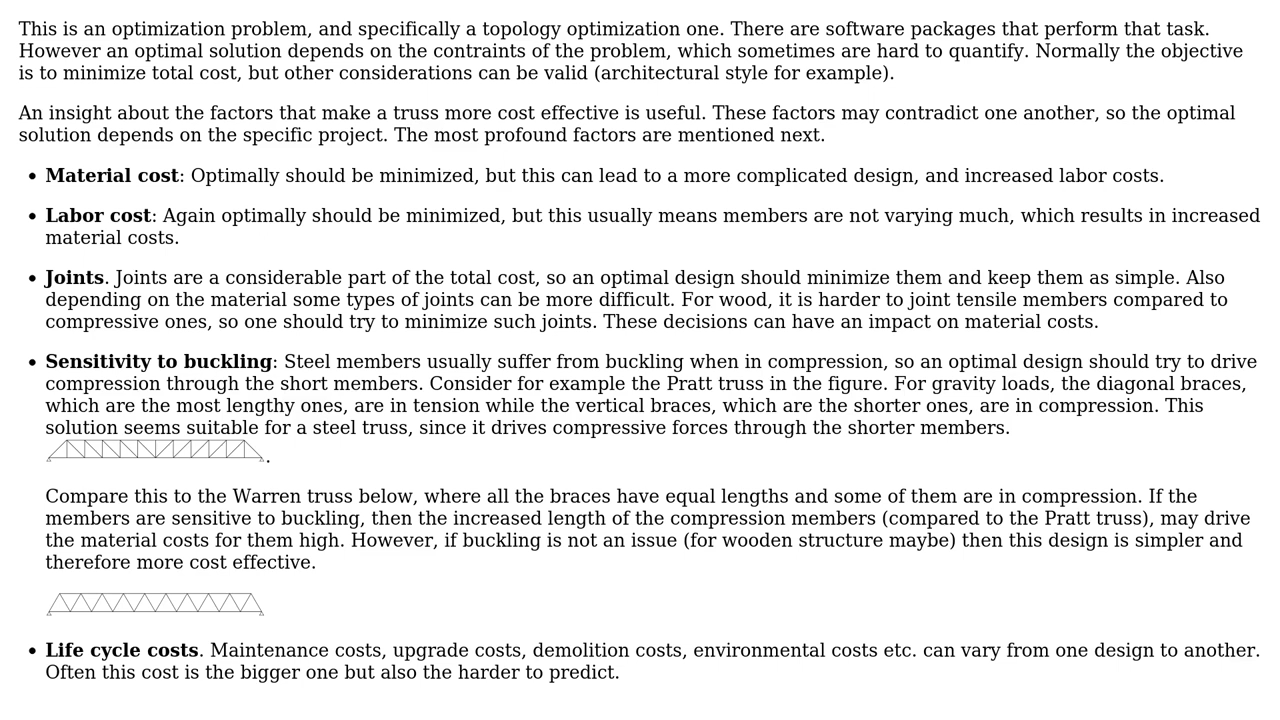 This is an optimization problem, and specifically a topology optimization one. There are software packages that perform that task.
However an optimal solution depends on the contraints of the problem, which sometimes are hard to quantify. Normally the objective
is to minimize total cost, but other considerations can be valid (architectural style for example).
An insight about the factors that make a truss more cost effective is useful. These factors may contradict one another, so the optimal
solution depends on the specific project. The most profound factors are mentioned next.
• Material cost: Optimally should be minimized, but this can lead to a more complicated design, and increased labor costs.
• Labor cost: Again optimally should be minimized, but this usually means members are not varying much, which results in increased
material costs.
• Joints. Joints are a considerable part of the total cost, so an optimal design should minimize them and keep them as simple. Also
depending on the material some types of joints can be more difficult. For wood, it is harder to joint tensile members compared to
compressive ones, so one should try to minimize such joints. These decisions can have an impact on material costs.
• Sensitivity to buckling: Steel members usually suffer from buckling when in compression, so an optimal design should try to drive
compression through the short members. Consider for example the Pratt truss in the figure. For gravity loads, the diagonal braces,
which are the most lengthy ones, are in tension while the vertical braces, which are the shorter ones, are in compression. This
solution seems suitable for a steel truss, since it drives compressive forces through the shorter members.
.
Compare this to the Warren truss below, where all the braces have equal lengths and some of them are in compression. If the
members are sensitive to buckling, then the increased length of the compression members (compared to the Pratt truss), may drive
the material costs for them high. However, if buckling is not an issue (for wooden structure maybe) then this design is simpler and
therefore more cost effective.
• Life cycle costs. Maintenance costs, upgrade costs, demolition costs, environmental costs etc. can vary from one design to another.
Often this cost is the bigger one but also the harder to predict.